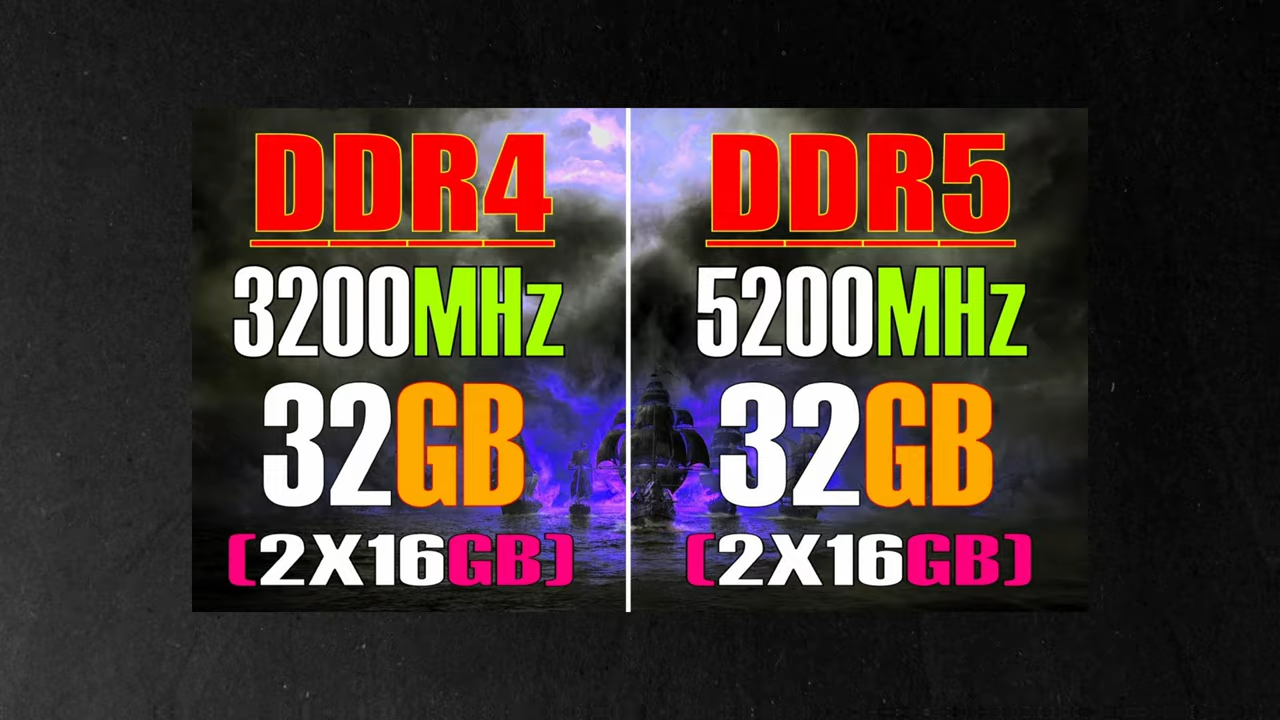 DDR4
3200MHz
32GB
(2X16GB)
DDR5
5200MHz
32GB
(2X16GB)